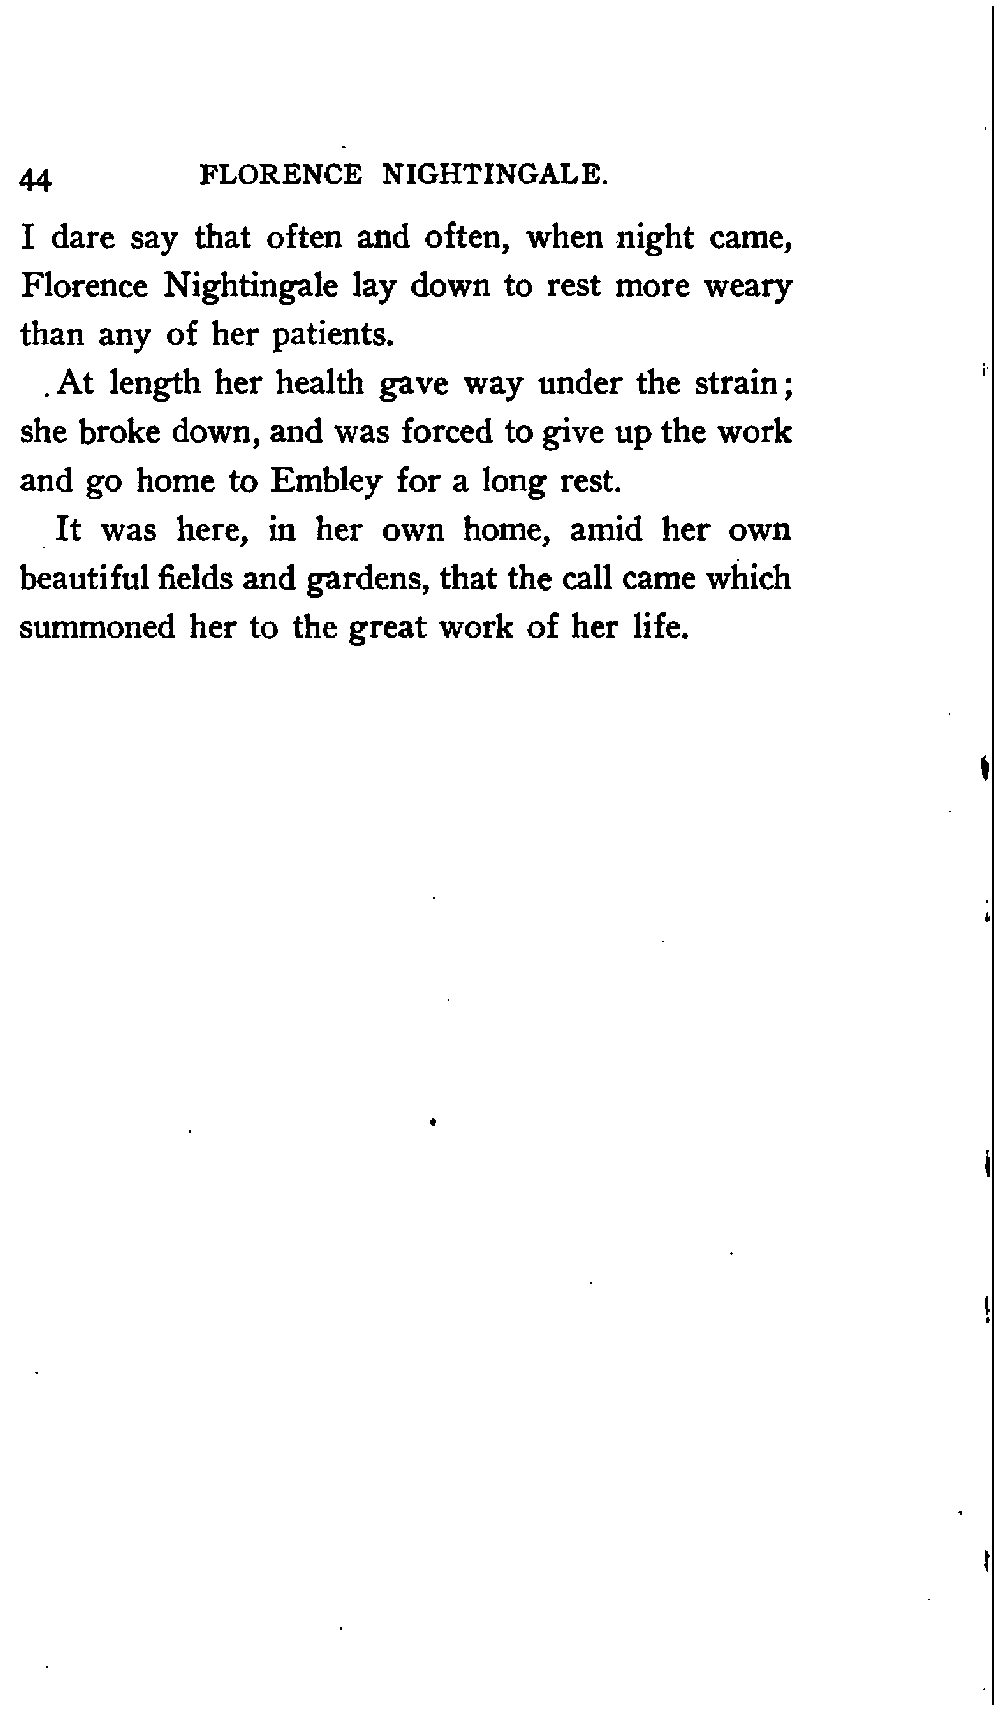 44 FLORENCE NIGHTINGALE.
I dare say that often and often, when night came,
Florence Nightingale lay down to rest more weary
than any of her patients.
At length her health gave way under the strain;
she broke down, and was forced to give up the work
and go home to Embley for a long rest.
It was here, in her own home, amid her own
beautiful fields and gardens, that the call came which
summoned her to the great work of her life.